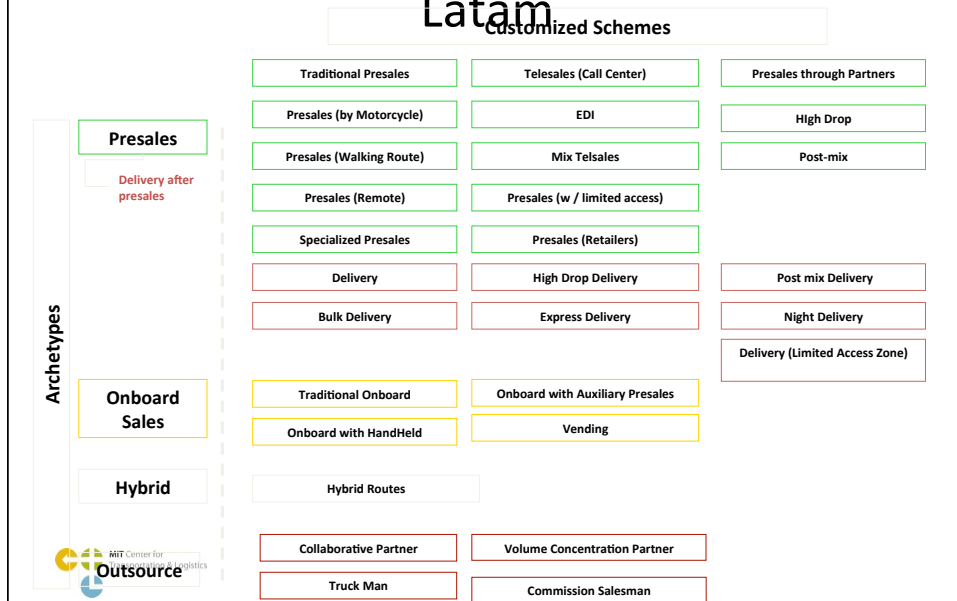 Latam
Customized Schemes
Traditional Presales
Telesales (Call Center)
Presales through Partners
Presales (by Motorcycle)
EDI
HIgh Drop
Presales
Presales (Walking Route)
Mix Telsales
Post-mix
Delivery after
presales
Presales (Remote)
Presales (w / limited access)
Specialized Presales
Presales (Retailers)
Delivery
High Drop Delivery
Post mix Delivery
Bulk Delivery
Express Delivery
Night Delivery
Delivery (Limited Access Zone)
Archetypes
Onboard
Sales
Traditional Onboard
Onboard with Auxiliary Presales
Onboard with HandHeld
Vending
Hybrid
Hybrid Routes
Collaborative Partner
Volume Concentration Partner
MIT Center for
Transportation & Logistics
Outsource
Truck Man
Commission Salesman